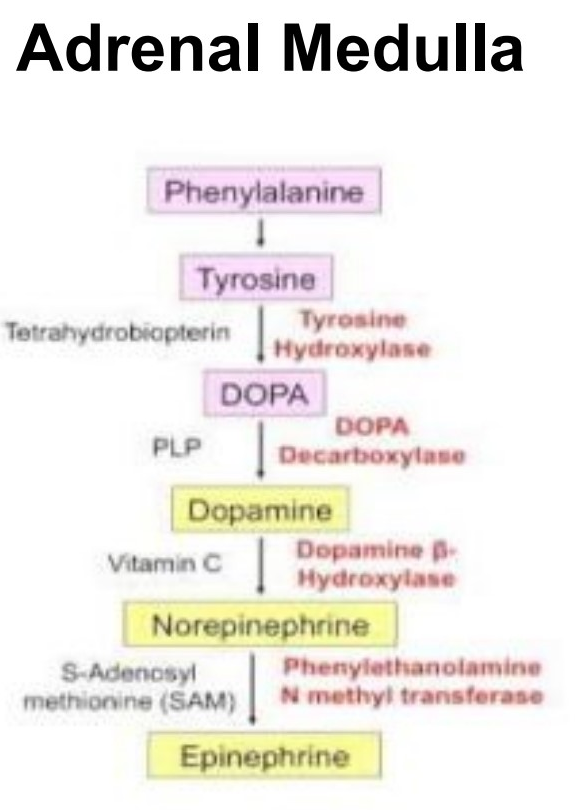 Adrenal Medulla
Phenylalanine
Tyrosine
Tetrahydrobiopterin
Tyrosine
Hydroxylase
DOPA
PLP
DOPA
Decarboxylase
Dopamine
Vitamin C
Dopamine β-
Hydroxylase
Norepinephrine
S-Adenosyl
methionine (SAM)
Phenylethanolamine
N methyl transferase
Epinephrine